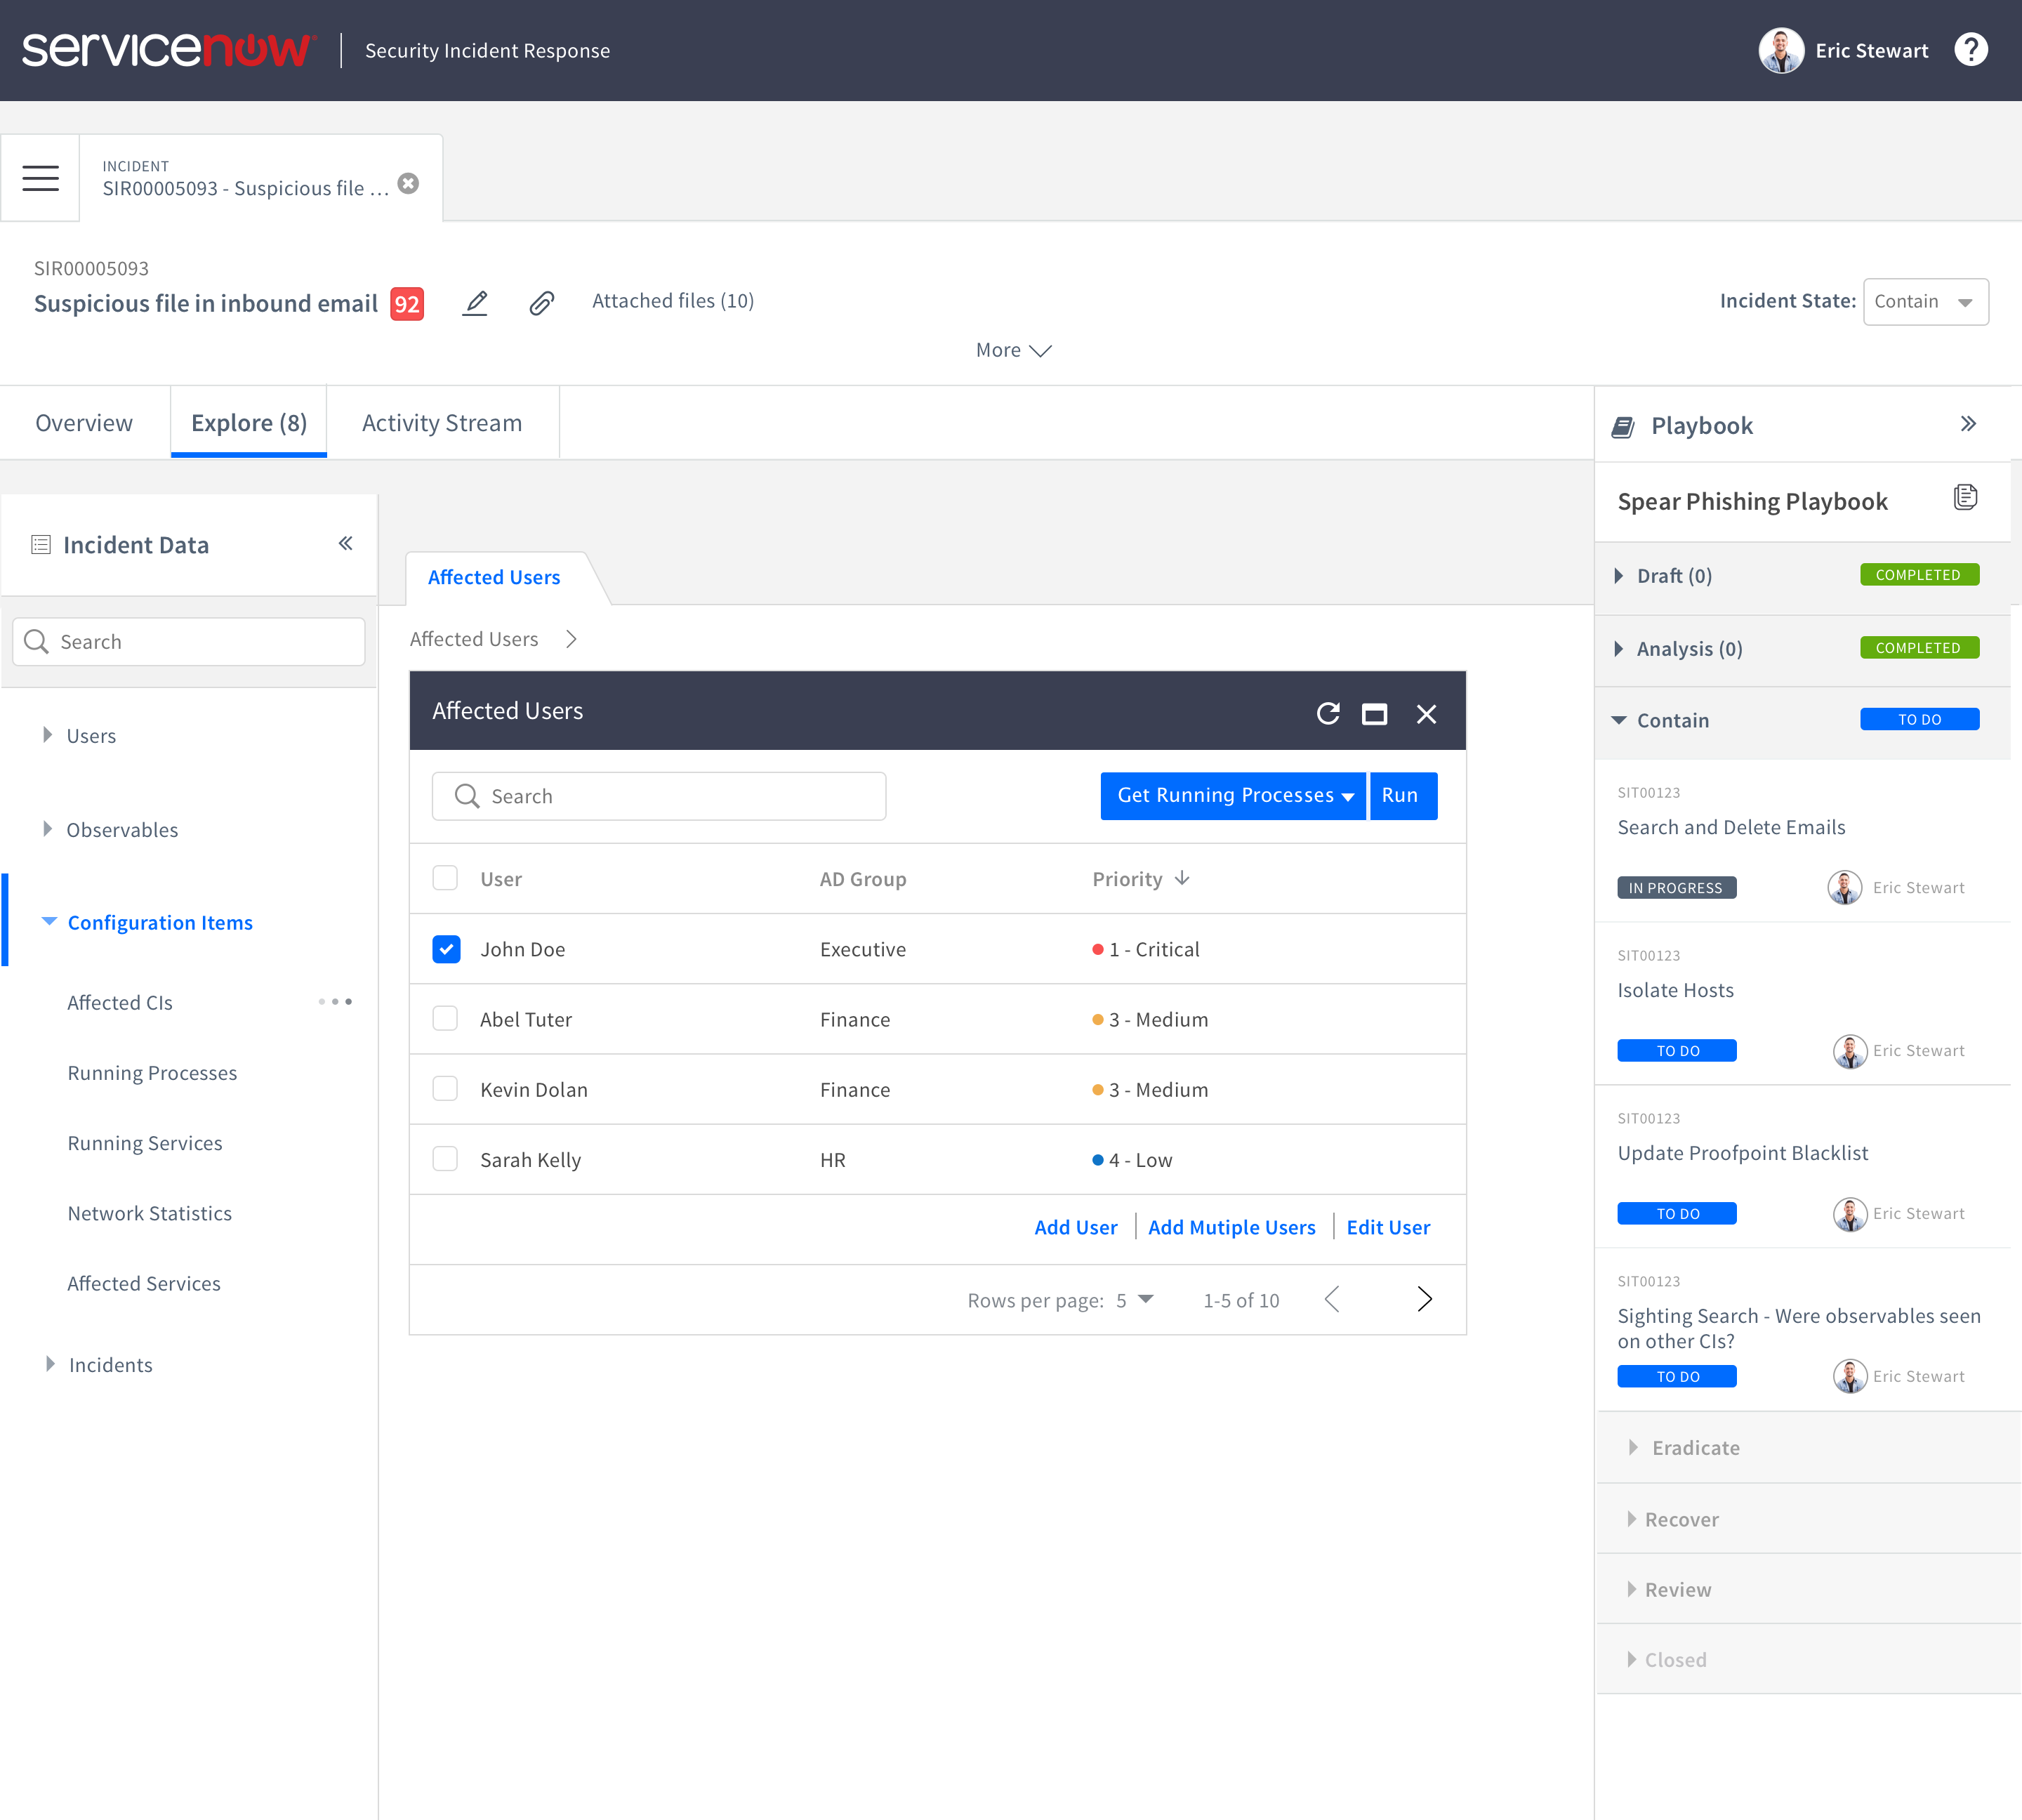 servicenow
Security Incident Response
Eric Stewart
?
INCIDENT
SIR00005093 - Suspicious file ...
SIR00005093
Suspicious file in inbound email 92
Attached files (10)
Incident State: Contain
More
Overview
Explore (8)
Activity Stream
Incident Data
Search
Users
Observables
Configuration Items
Affected CIs
Running Processes
Running Services
Network Statistics
Affected Services
Incidents
Affected Users
Affected Users
Affected Users
Search
Get Running Processes
Run
User AD Group Priority
John Doe Executive 1 - Critical
Abel Tuter Finance 3 - Medium
Kevin Dolan Finance 3 - Medium
Sarah Kelly HR 4 - Low
Add User Add Mutiple Users Edit User
Rows per page: 5 1-5 of 10
Playbook
Spear Phishing Playbook
Draft (0) COMPLETED
Analysis (0) COMPLETED
Contain TO DO
SIT00123
Search and Delete Emails
IN PROGRESS Eric Stewart
SIT00123
Isolate Hosts
TO DO Eric Stewart
SIT00123
Update Proofpoint Blacklist
TO DO Eric Stewart
SIT00123
Sighting Search - Were observables seen
on other CIs?
TO DO Eric Stewart
Eradicate
Recover
Review
Closed